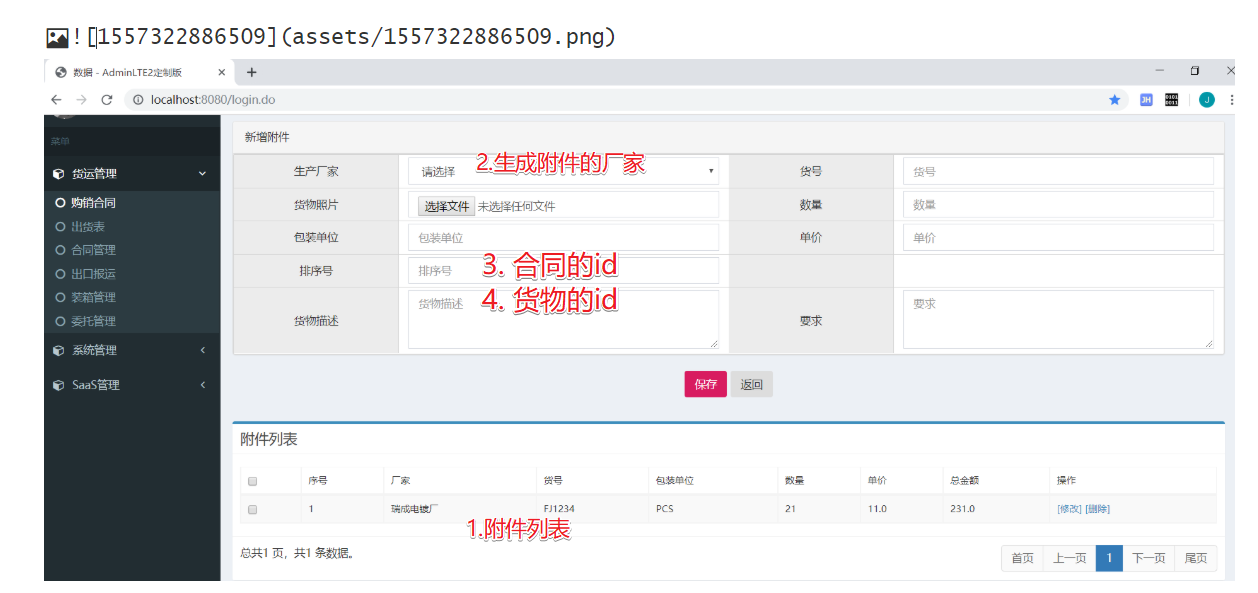 ![1557322886509](assets/1557322886509.png)
数据 - AdminLTE2定制版
localhost:8080/login.do
JH
0101 0011
J
菜单
货运管理
购销合同
出货表
合同管理
出口报运
装箱管理
委托管理
系统管理
SaaS管理
新增附件
生产厂家 请选择 2.生成附件的厂家 货号 货号
货物照片 选择文件 未选择任何文件 数量 数量
包装单位 包装单位 单价 单价
排序号 排序号 3. 合同的id
货物描述 货物描述 4. 货物的id 要求 要求
保存 返回
附件列表
序号 厂家 货号 包装单位 数量 单价 总金额 操作
1 瑞成电镀厂 FJ1234 PCS 21 11.0 231.0 [修改] [删除]
1.附件列表
总共1 页，共1 条数据。 首页 上一页 1 下一页 尾页